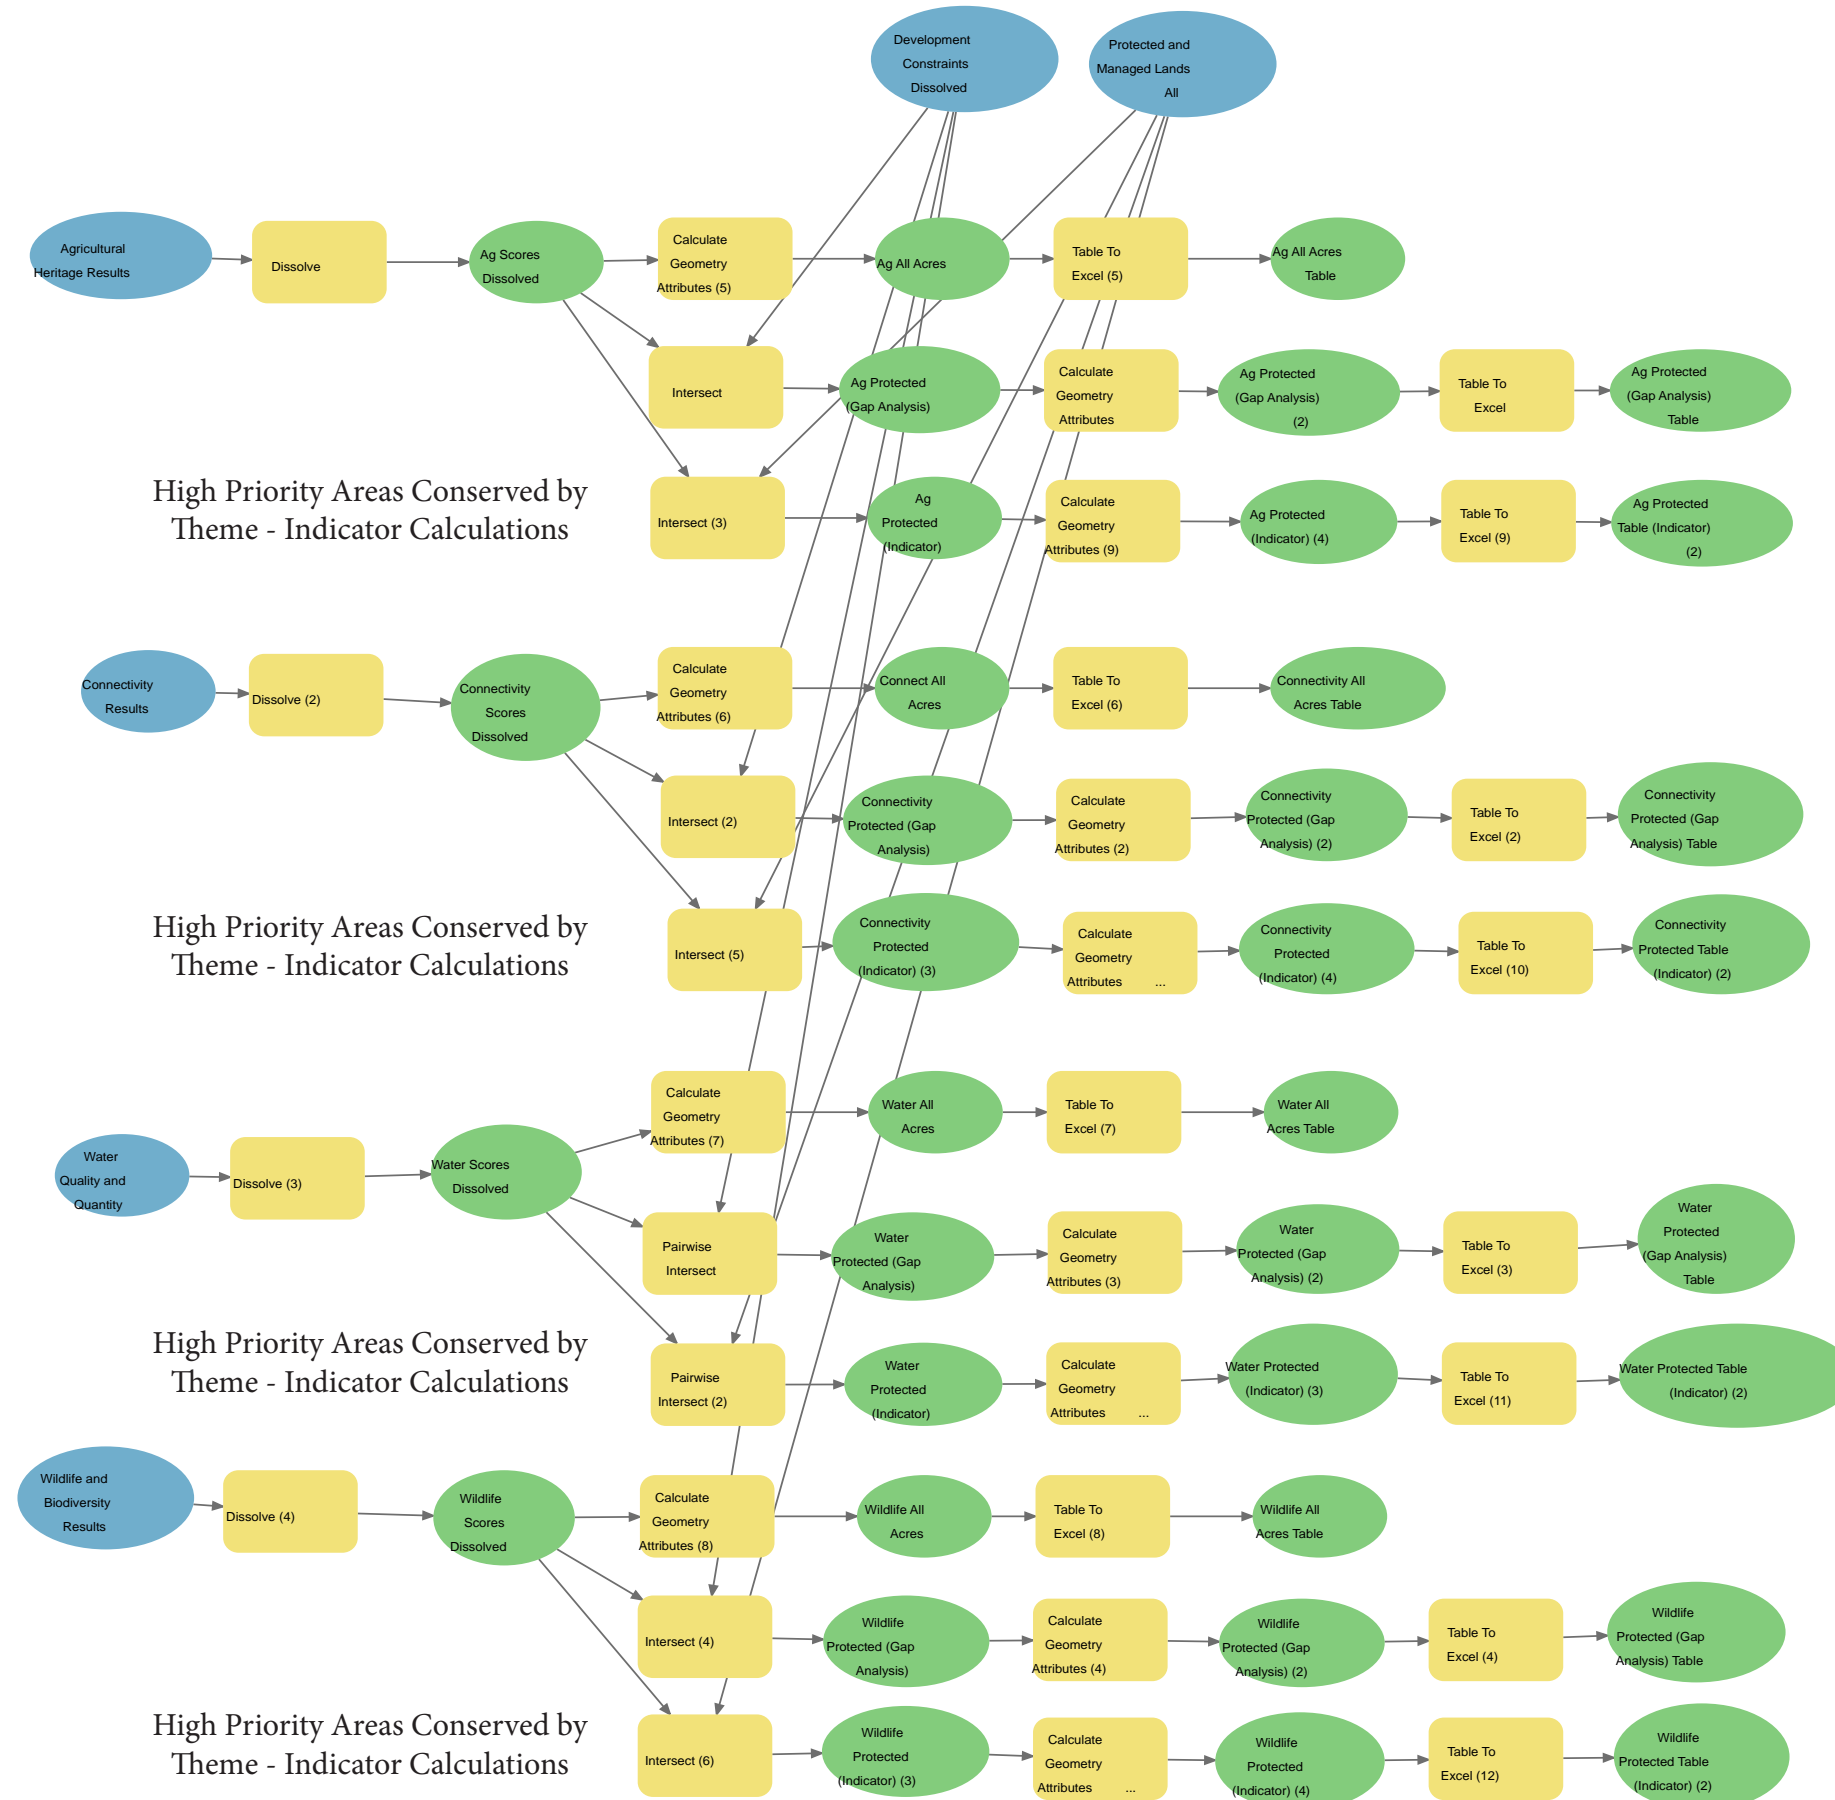 Development
Constraints
Dissolved
Protected and
Managed Lands
All
Agricultural
Heritage Results
Dissolve
Ag Scores
Dissolved
Calculate
Geometry
Attributes (5)
Ag All Acres
Table To
Excel (5)
Ag All Acres
Table
Intersect
Ag Protected
(Gap Analysis)
Calculate
Geometry
Attributes
Ag Protected
(Gap Analysis)
(2)
Table To
Excel
Ag Protected
(Gap Analysis)
Table
High Priority Areas Conserved by
Theme - Indicator Calculations
Intersect (3)
Ag
Protected
(Indicator)
Calculate
Geometry
Attributes (9)
Ag Protected
(Indicator) (4)
Table To
Excel (9)
Ag Protected
Table (Indicator)
(2)
Connectivity
Results
Dissolve (2)
Connectivity
Scores
Dissolved
Calculate
Geometry
Attributes (6)
Connect All
Acres
Table To
Excel (6)
Connectivity All
Acres Table
Intersect (2)
Connectivity
Protected (Gap
Analysis)
Calculate
Geometry
Attributes (2)
Connectivity
Protected (Gap
Analysis) (2)
Table To
Excel (2)
Connectivity
Protected (Gap
Analysis) Table
High Priority Areas Conserved by
Theme - Indicator Calculations
Intersect (5)
Connectivity
Protected
(Indicator) (3)
Calculate
Geometry
Attributes ...
Connectivity
Protected
(Indicator) (4)
Table To
Excel (10)
Connectivity
Protected Table
(Indicator) (2)
Water
Quality and
Quantity
Dissolve (3)
Water Scores
Dissolved
Calculate
Geometry
Attributes (7)
Water All
Acres
Table To
Excel (7)
Water All
Acres Table
Pairwise
Intersect
Water
Protected (Gap
Analysis)
Calculate
Geometry
Attributes (3)
Water
Protected (Gap
Analysis) (2)
Table To
Excel (3)
Water
Protected
(Gap Analysis)
Table
High Priority Areas Conserved by
Theme - Indicator Calculations
Pairwise
Intersect (2)
Water
Protected
(Indicator)
Calculate
Geometry
Attributes ...
Water Protected
(Indicator) (3)
Table To
Excel (11)
Water Protected Table
(Indicator) (2)
Wildlife and
Biodiversity
Results
Dissolve (4)
Wildlife
Scores
Dissolved
Calculate
Geometry
Attributes (8)
Wildlife All
Acres
Table To
Excel (8)
Wildlife All
Acres Table
Intersect (4)
Wildlife
Protected (Gap
Analysis)
Calculate
Geometry
Attributes (4)
Wildlife
Protected (Gap
Analysis) (2)
Table To
Excel (4)
Wildlife
Protected (Gap
Analysis) Table
High Priority Areas Conserved by
Theme - Indicator Calculations
Intersect (6)
Wildlife
Protected
(Indicator) (3)
Calculate
Geometry
Attributes ...
Wildlife
Protected
(Indicator) (4)
Table To
Excel (12)
Wildlife
Protected Table
(Indicator) (2)